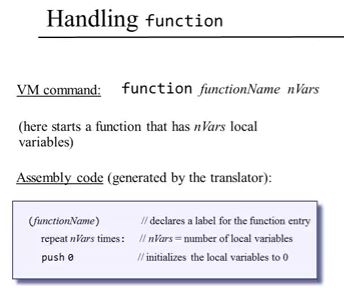 Handling function
VM command: function functionName nVars
(here starts a function that has nVars local
variables)
Assembly code (generated by the translator):
(functionName) // declares a label for the function entry
repeat nVars times: // nVars = number of local variables
push 0 // initializes the local variables to 0